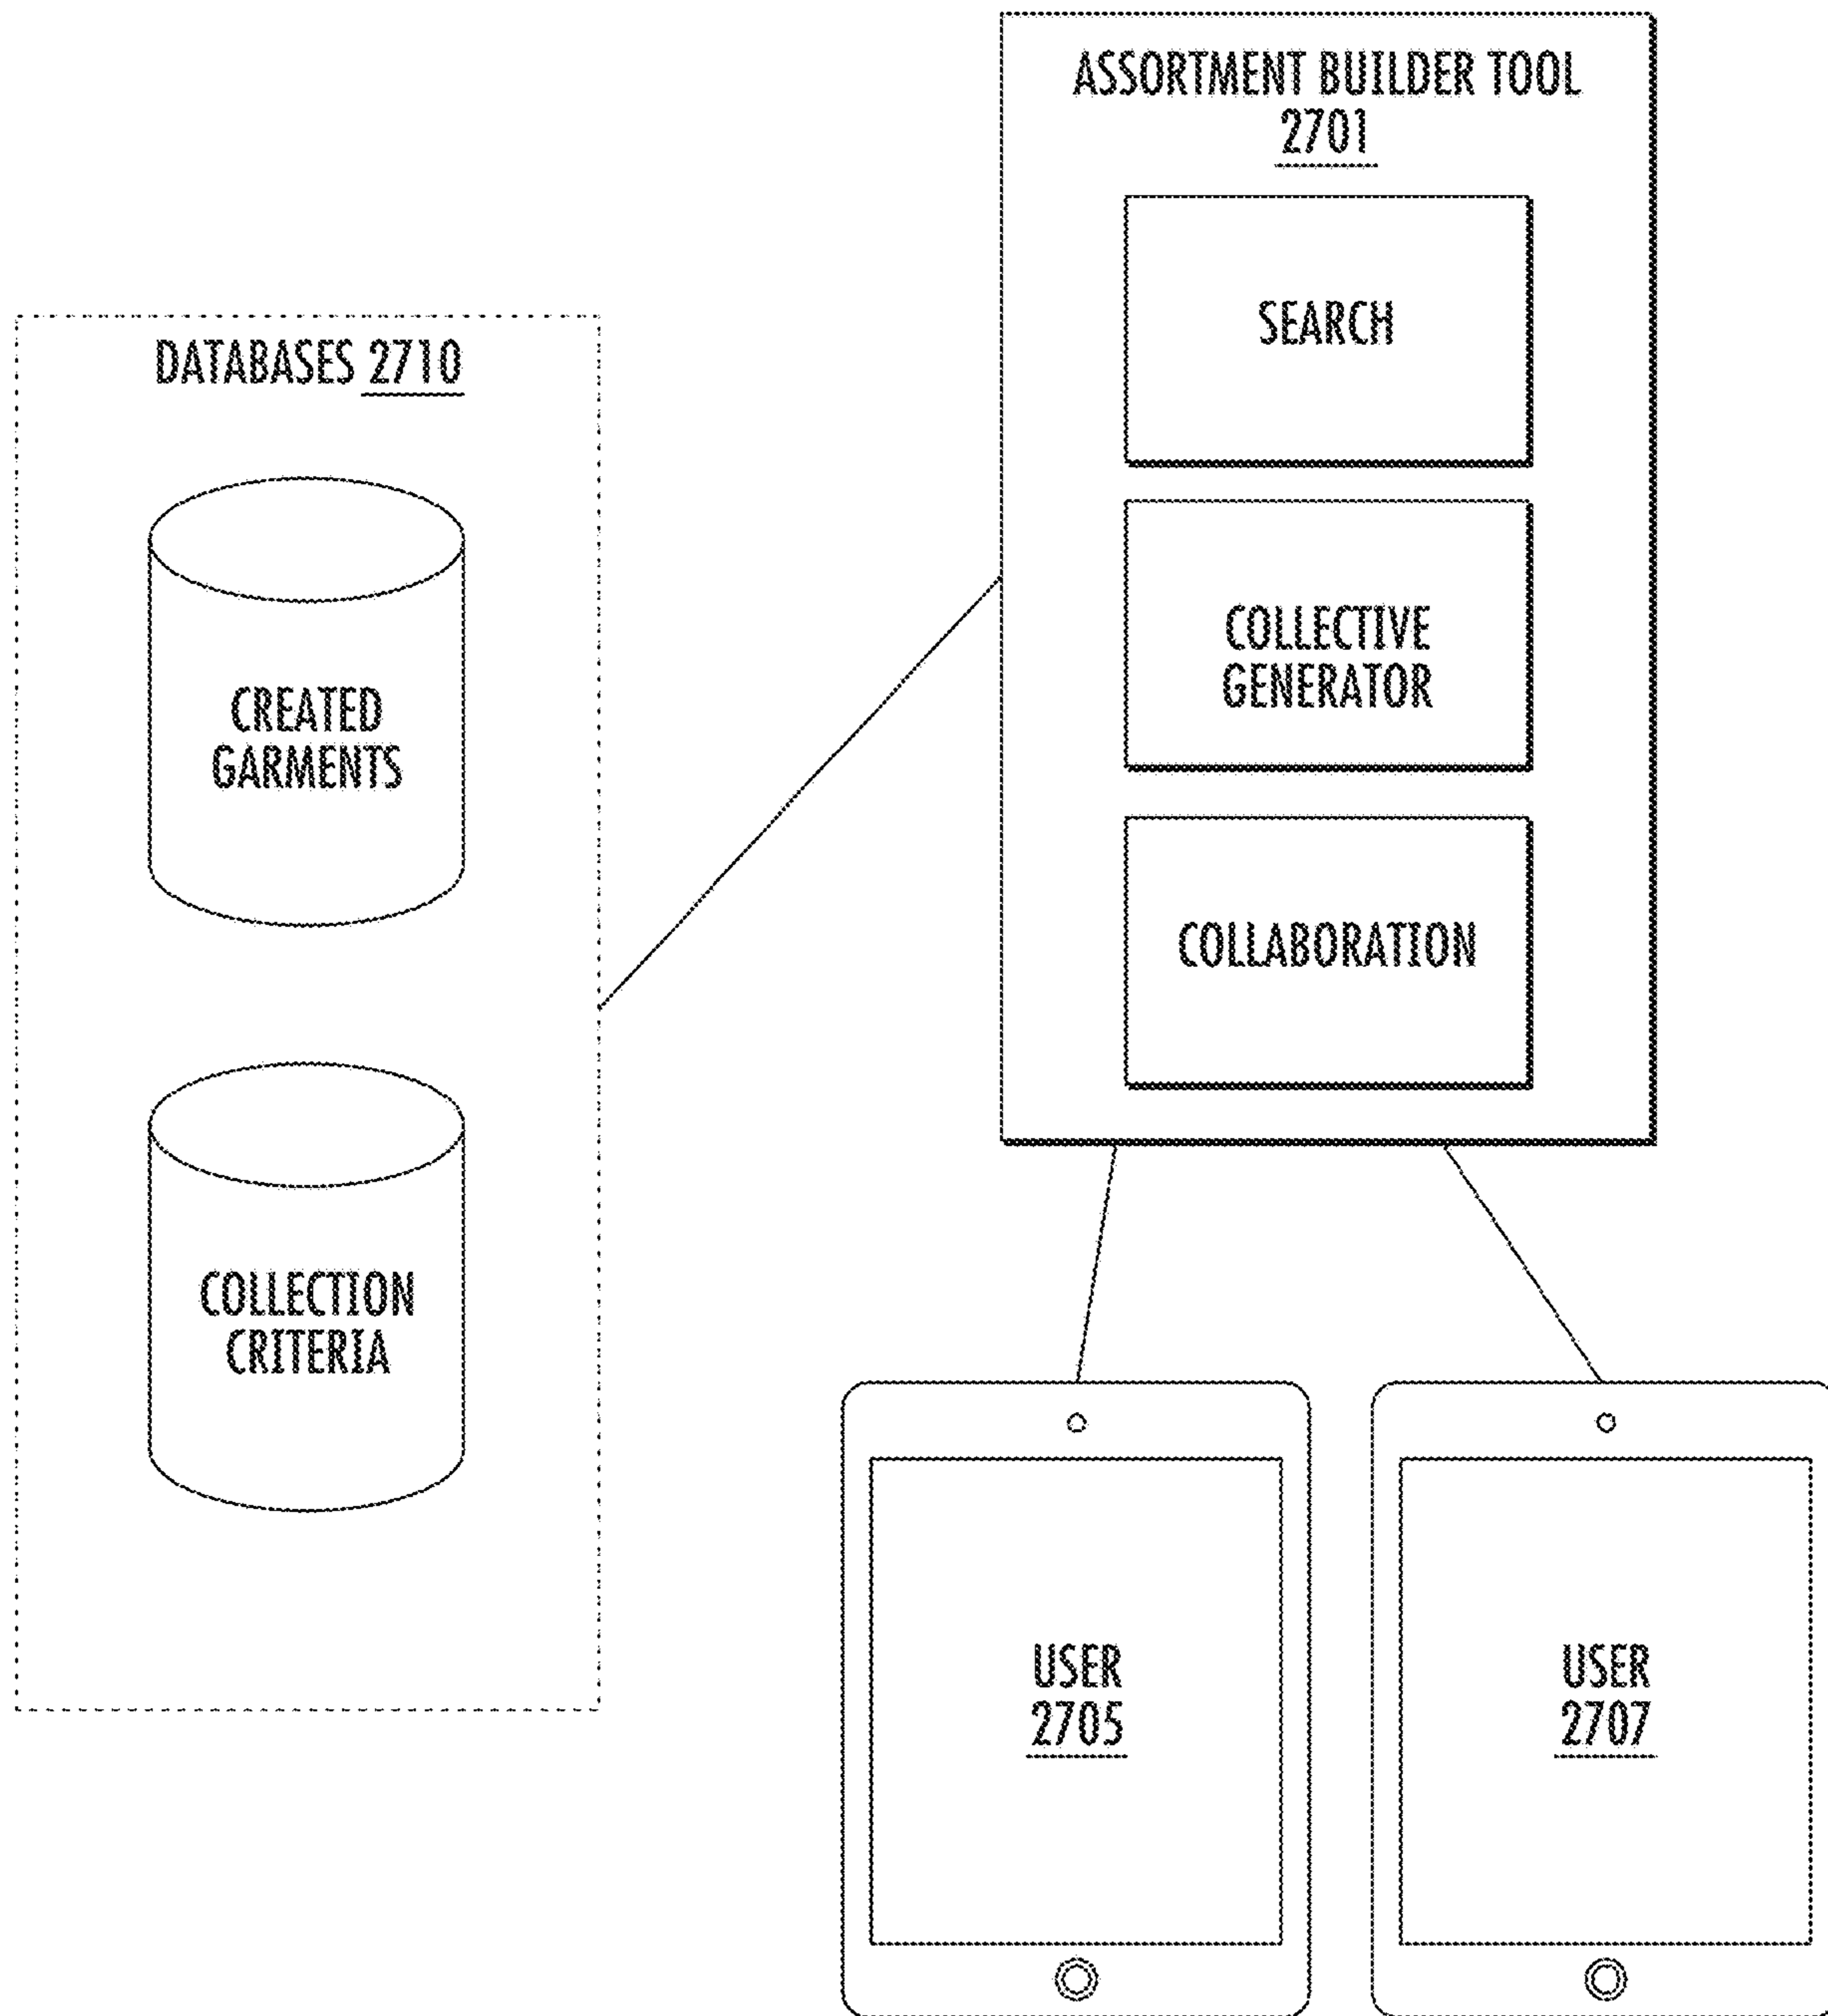 ASSORTMENT BUILDER TOOL
2701
SEARCH
COLLECTIVE
GENERATOR
COLLABORATION
DATABASES 2710
CREATED
GARMENTS
COLLECTION
CRITERIA
USER
2705
USER
2707